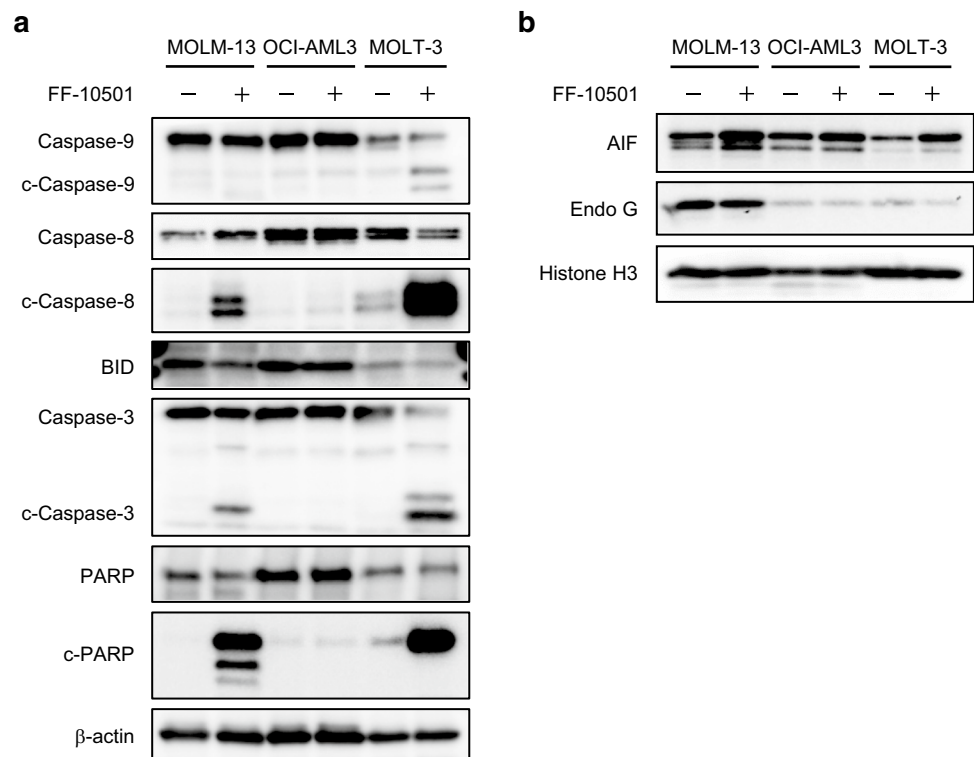 a
MOLM-13 OCI-AML3 MOLT-3
FF-10501 − + − + − +
Caspase-9
c-Caspase-9
Caspase-8
c-Caspase-8
BID
Caspase-3
c-Caspase-3
PARP
c-PARP
β-actin
b
MOLM-13 OCI-AML3 MOLT-3
FF-10501 − + − + − +
AIF
Endo G
Histone H3